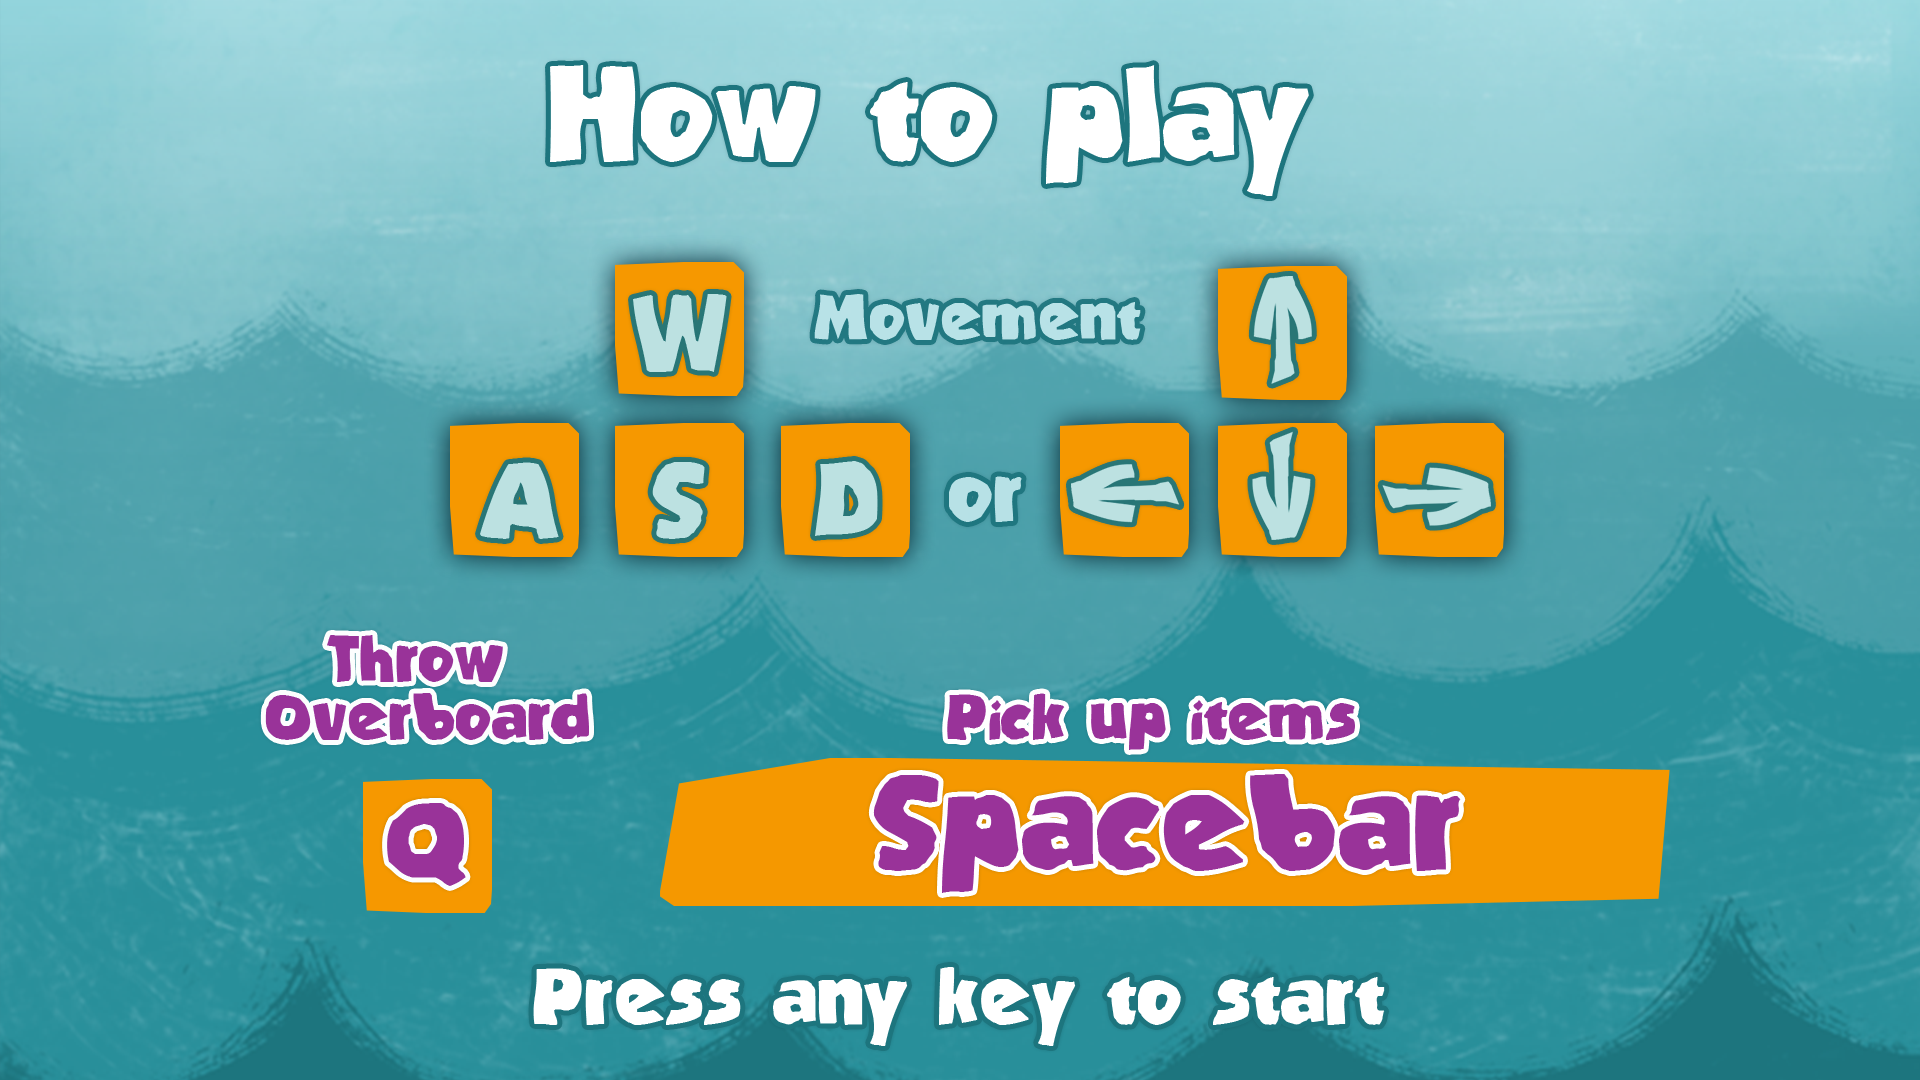 How to play
W Movement ↑
A S D or ← ↓ →
Throw
Overboard
Q
Pick up items
Spacebar
Press any key to start